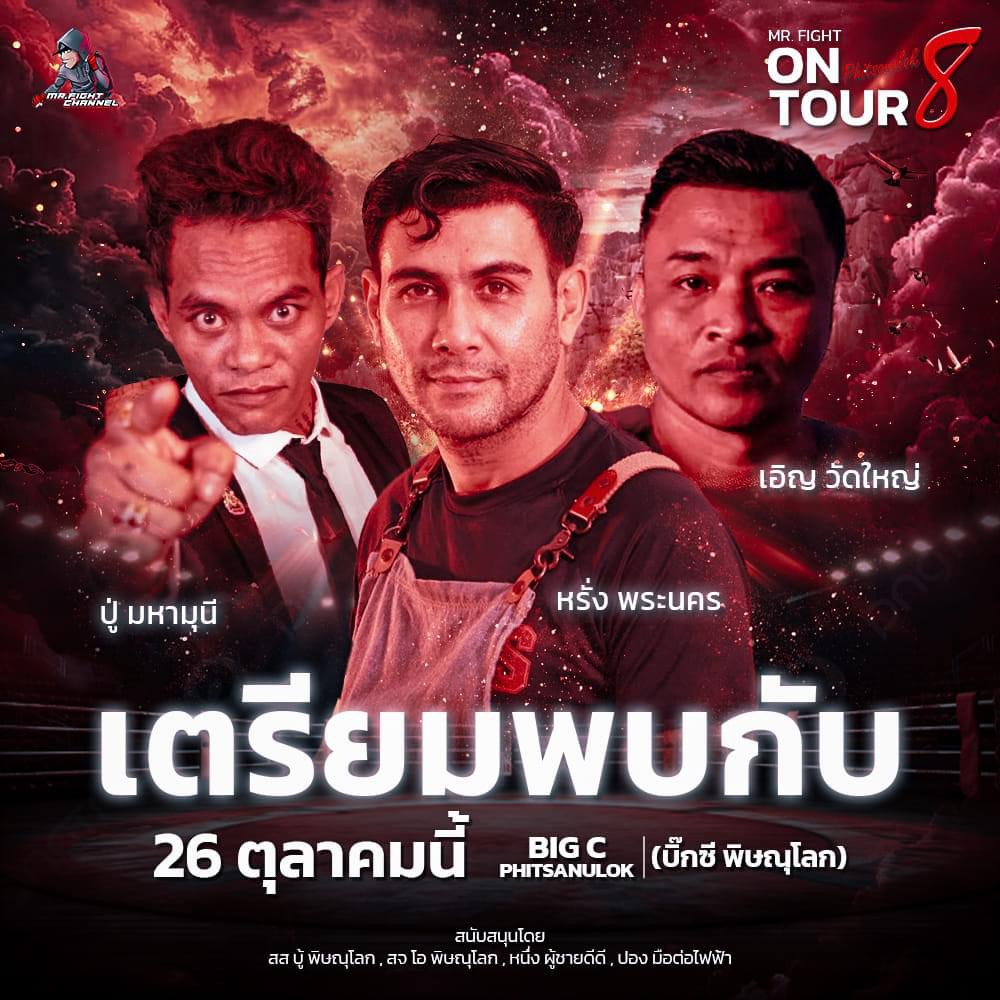 MR.FIGHT
CHANNEL
MR. FIGHT
ON
Phitsanulok
TOUR
8
เอิญ วัดใหญ่
หรั่ง พระนคร
ปู่ มหามุนี
เตรียมพบกับ
26 ตุลาคมนี้
BIG C
PHITSANULOK
(บิ๊กซี พิษณุโลก)
สนับสนุนโดย
สส บู้ พิษณุโลก , สจ โอ พิษณุโลก , หนึ่ง ผู้ชายดีดี , ปอง มือต่อไฟฟ้า